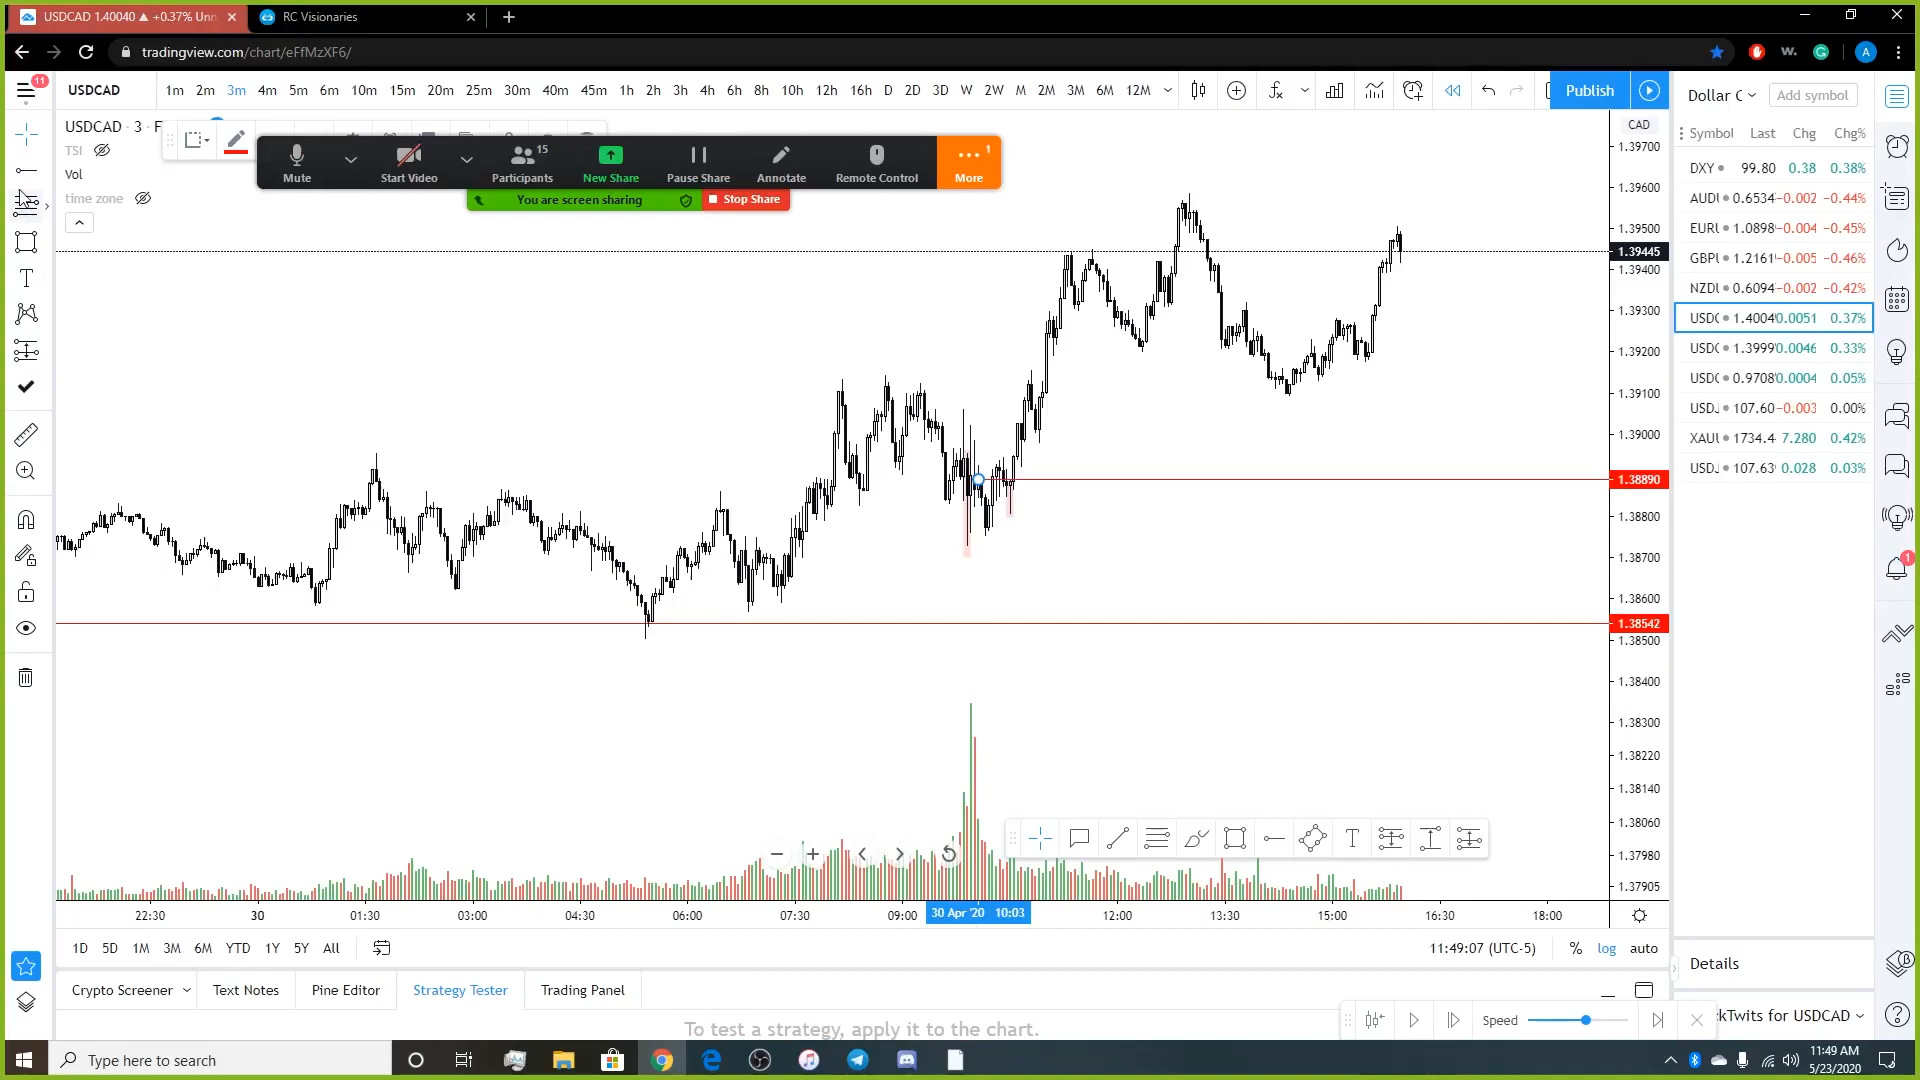 USDCAD 1.40040 ▲ +0.37% Unn
RC Visionaries
tradingview.com/chart/eFfMzXF6/
A
11
USDCAD
1m 2m 3m 4m 5m 6m 10m 15m 20m 25m 30m 40m 45m 1h 2h 3h 4h 6h 8h 10h 12h 16h D 2D 3D W 2W M 2M 3M 6M 12M
Publish
Dollar C
Add symbol
USDCAD · 3 · F
TSI
Vol
time zone
Mute
Start Video
Participants 15
New Share
Pause Share
Annotate
Remote Control
More 1
You are screen sharing
Stop Share
CAD
1.39700
1.39600
1.39500
1.39445
1.39400
1.39300
1.39200
1.39100
1.39000
1.38890
1.38800
1.38700
1.38600
1.38542
1.38500
1.38400
1.38300
1.38220
1.38140
1.38060
1.37980
1.37905
Symbol Last Chg Chg%
DXY 99.80 0.38 0.38%
AUDU 0.6534 -0.002 -0.44%
EURU 1.0898 -0.004 -0.45%
GBPU 1.2161 -0.005 -0.46%
NZDU 0.6094 -0.002 -0.42%
USDC 1.4004 0.0051 0.37%
USDC 1.3999 0.0046 0.33%
USDC 0.9708 0.0004 0.05%
USDJ 107.60 -0.003 0.00%
XAUU 1734.4 7.280 0.42%
USDJ 107.63 0.028 0.03%
1
22:30 30 01:30 03:00 04:30 06:00 07:30 09:00 30 Apr '20 10:03 12:00 13:30 15:00 16:30 18:00
1D 5D 1M 3M 6M YTD 1Y 5Y All
11:49:07 (UTC-5) % log auto
Details
Crypto Screener Text Notes Pine Editor Strategy Tester Trading Panel
Speed
kTwits for USDCAD
To test a strategy, apply it to the chart.
Type here to search
11:49 AM
5/23/2020